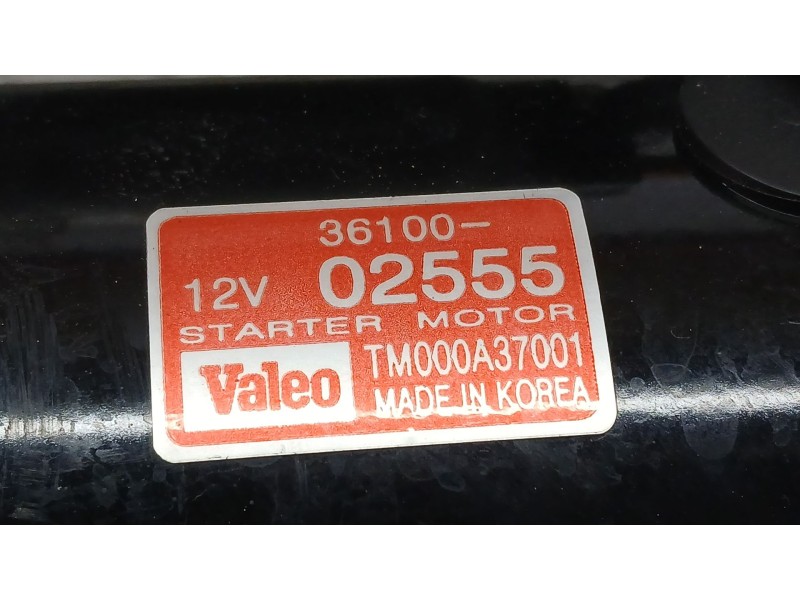 36100-
12V 02555
STARTER MOTOR
Valeo TM000A37001
MADE IN KOREA